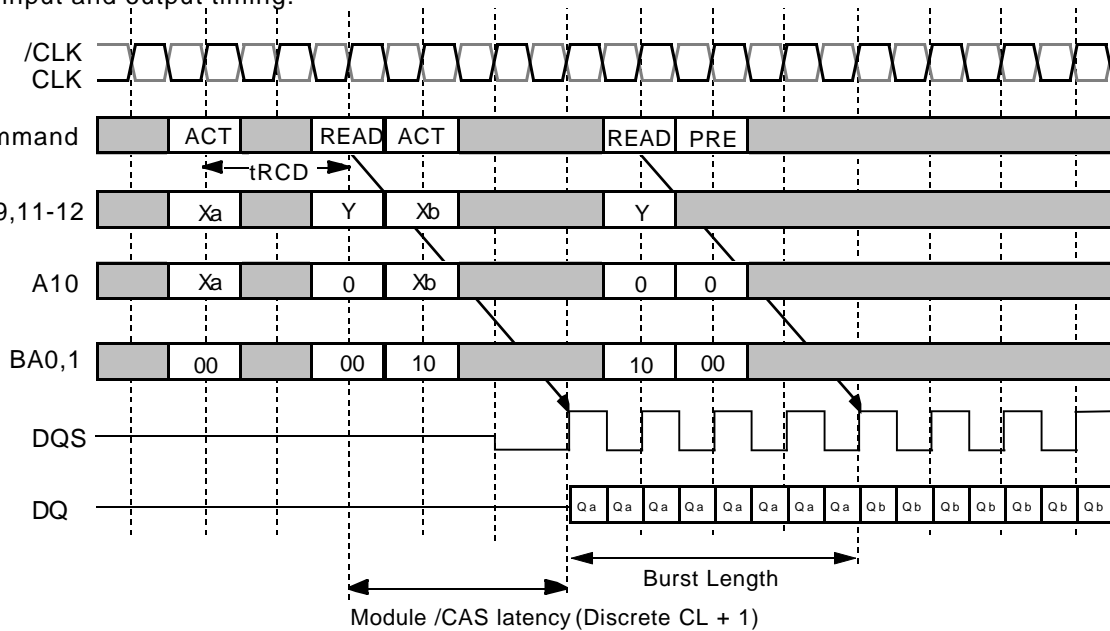 input and output timing.
/CLK
CLK
mmand ACT READ ACT READ PRE
tRCD
9,11-12 Xa Y Xb Y
A10 Xa 0 Xb 0 0
BA0,1 00 00 10 10 00
DQS
DQ Qa Qa Qa Qa Qa Qa Qa Qa Qb Qb Qb Qb Qb Qb Qb
Burst Length
Module /CAS latency (Discrete CL + 1)